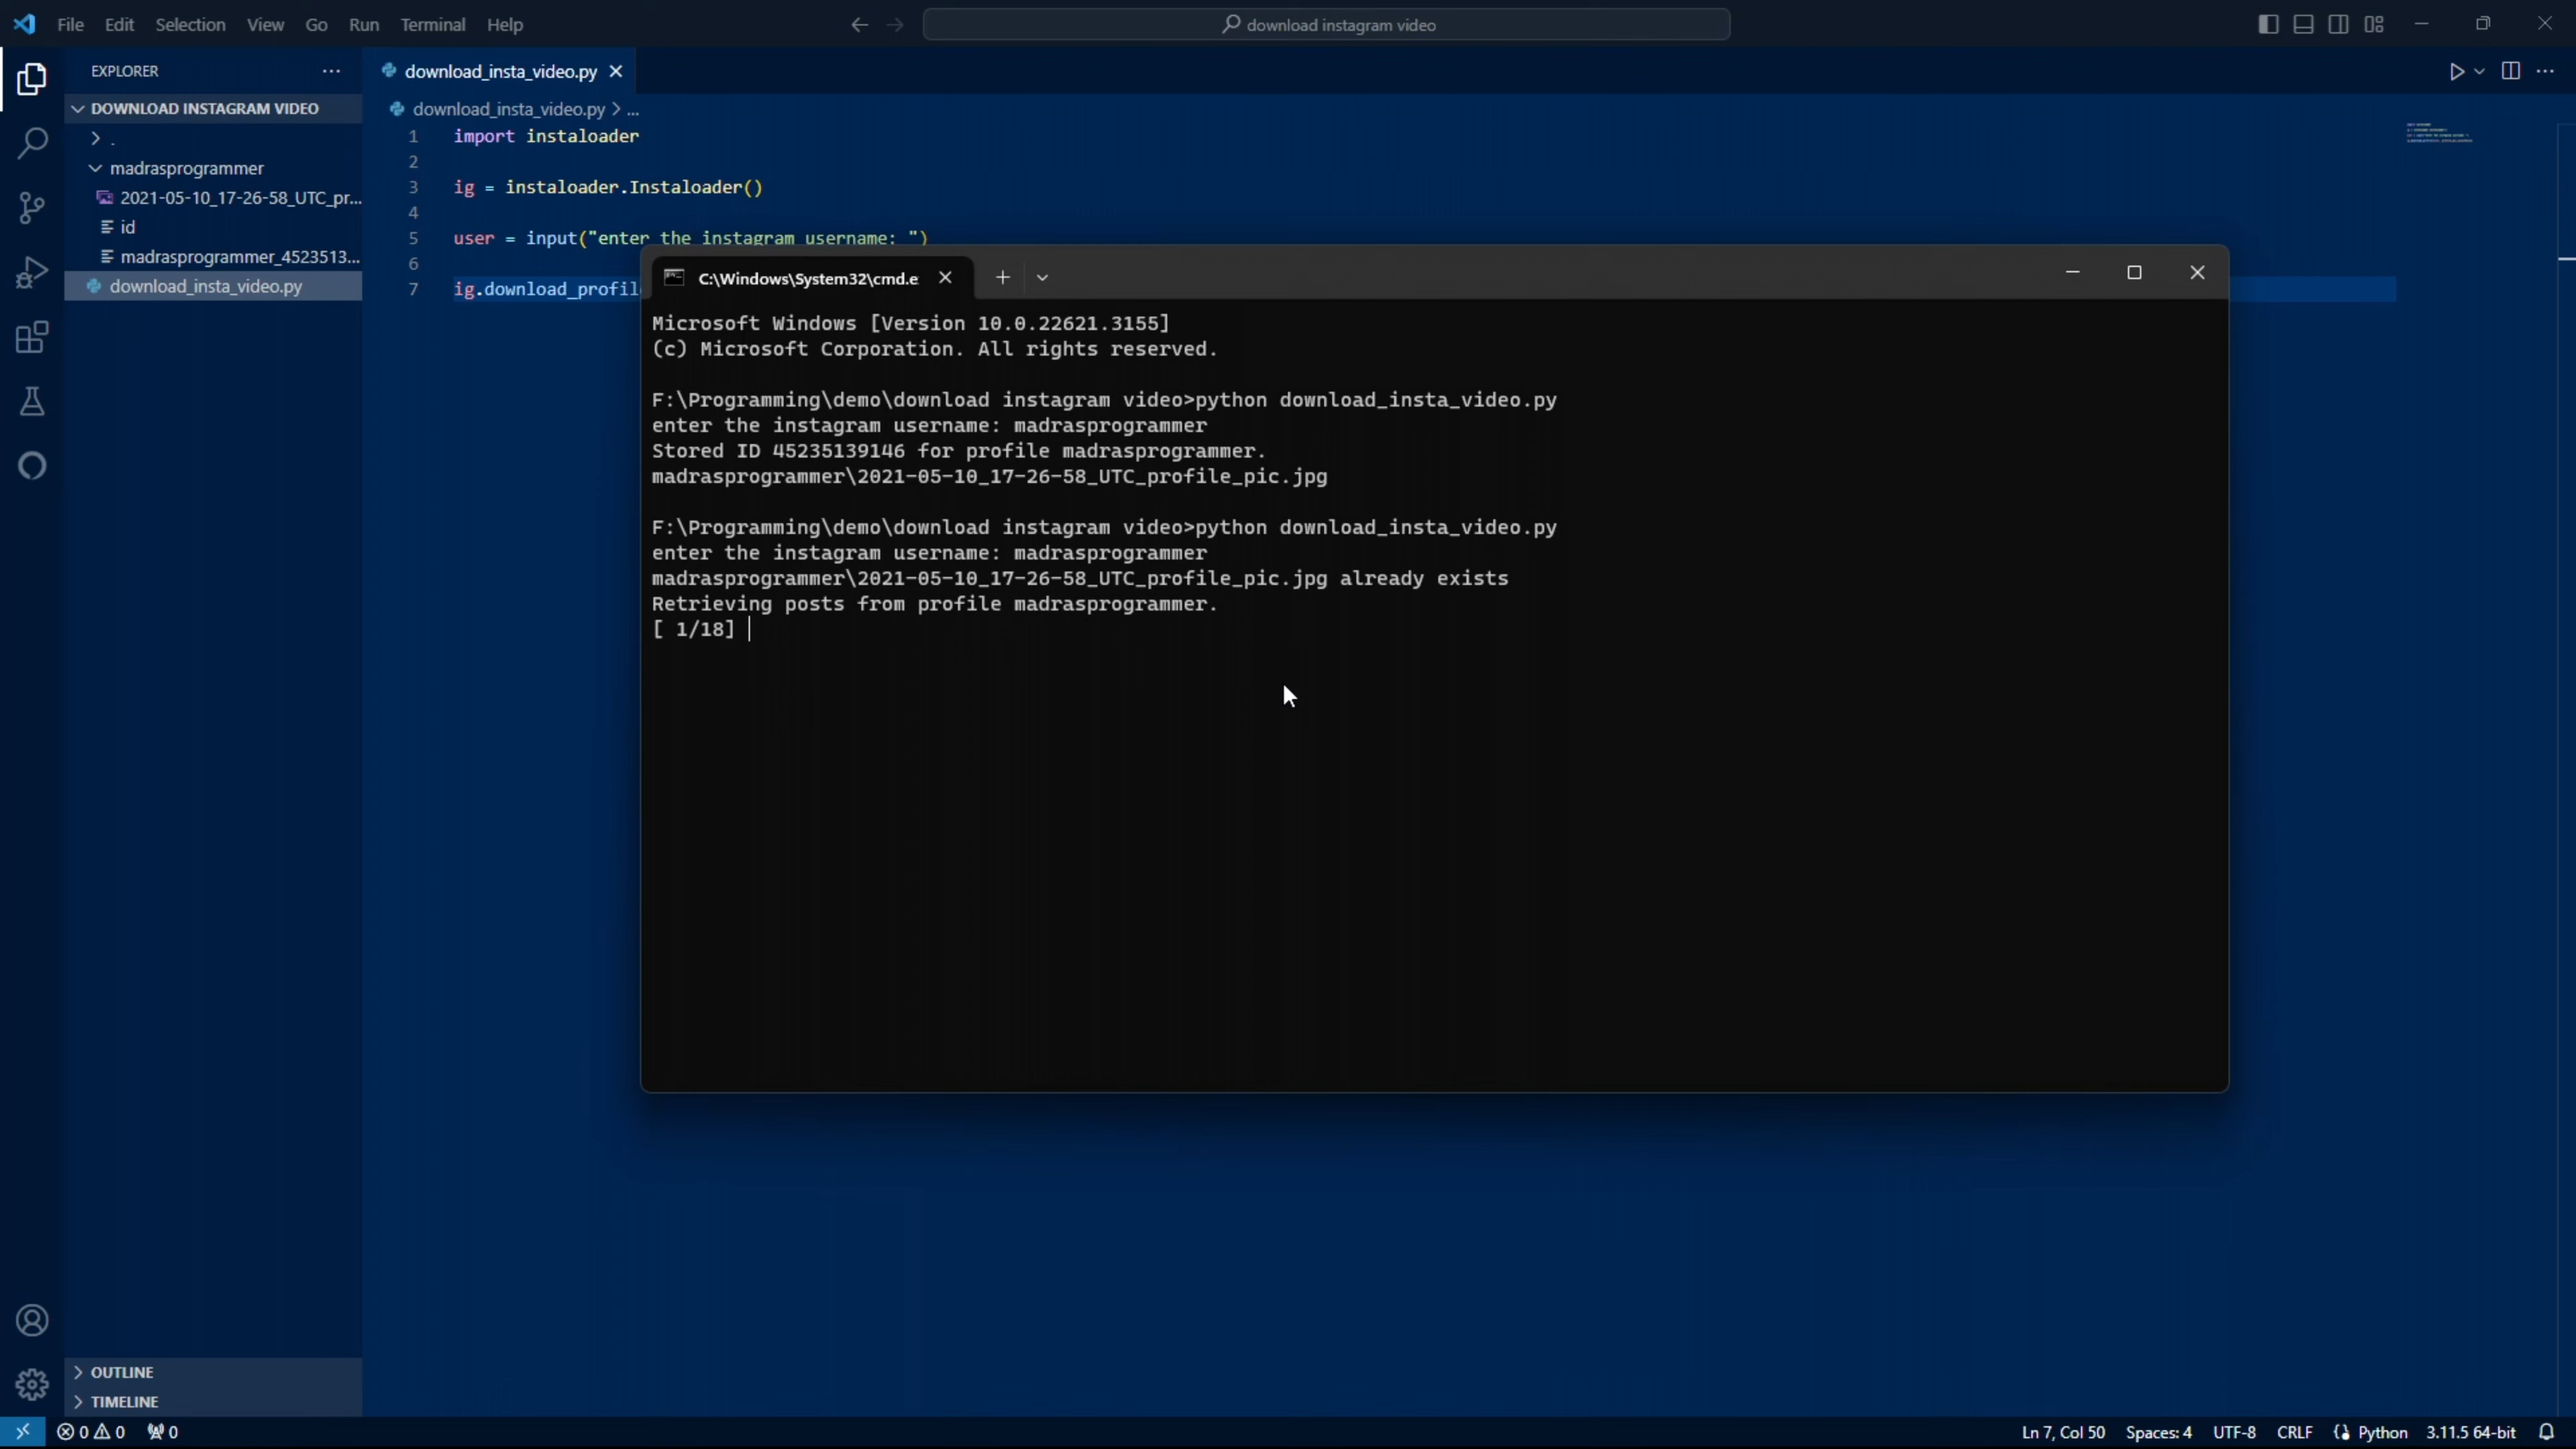 File Edit Selection View Go Run Terminal Help
download instagram video
EXPLORER
download_insta_video.py
DOWNLOAD INSTAGRAM VIDEO
download_insta_video.py > ...
.
madrasprogrammer
2021-05-10_17-26-58_UTC_pr...
id
madrasprogrammer_4523513...
download_insta_video.py
1 import instaloader
2
3 ig = instaloader.Instaloader()
4
5 user = input("enter the instagram username: ")
6
7 ig.download_profil
C:\Windows\System32\cmd.e
Microsoft Windows [Version 10.0.22621.3155]
(c) Microsoft Corporation. All rights reserved.
F:\Programming\demo\download instagram video>python download_insta_video.py
enter the instagram username: madrasprogrammer
Stored ID 45235139146 for profile madrasprogrammer.
madrasprogrammer\2021-05-10_17-26-58_UTC_profile_pic.jpg
F:\Programming\demo\download instagram video>python download_insta_video.py
enter the instagram username: madrasprogrammer
madrasprogrammer\2021-05-10_17-26-58_UTC_profile_pic.jpg already exists
Retrieving posts from profile madrasprogrammer.
[ 1/18]
OUTLINE
TIMELINE
0 0 0
Ln 7, Col 50 Spaces: 4 UTF-8 CRLF Python 3.11.5 64-bit